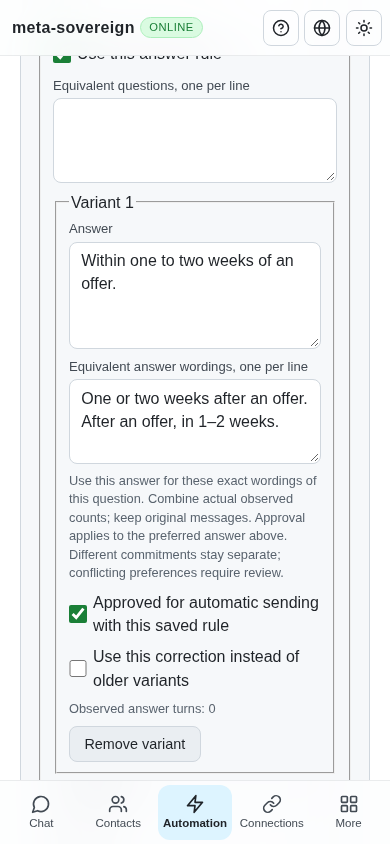 meta-sovereign ONLINE
Use this answer rule
Equivalent questions, one per line
Variant 1
Answer
Within one to two weeks of an
offer.
Equivalent answer wordings, one per line
One or two weeks after an offer.
After an offer, in 1–2 weeks.
Use this answer for these exact wordings of
this question. Combine actual observed
counts; keep original messages. Approval
applies to the preferred answer above.
Different commitments stay separate;
conflicting preferences require review.
Approved for automatic sending
with this saved rule
Use this correction instead of
older variants
Observed answer turns: 0
Remove variant
Chat Contacts Automation Connections More